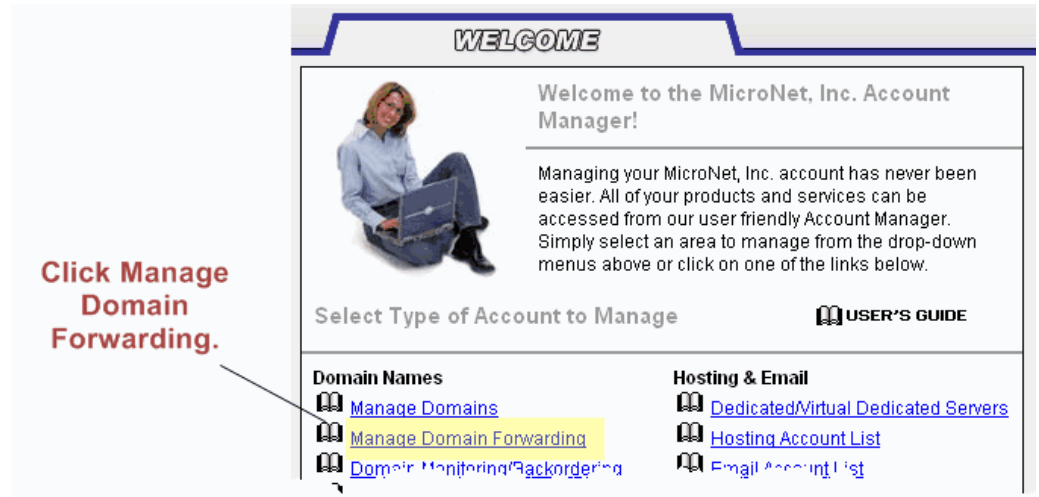 WELCOME
Welcome to the MicroNet, Inc. Account
Manager!
Managing your MicroNet, Inc. account has never been
easier. All of your products and services can be
accessed from our user friendly Account Manager.
Simply select an area to manage from the drop-down
menus above or click on one of the links below.
Click Manage
Domain
Forwarding.
Select Type of Account to Manage
USER'S GUIDE
Domain Names
Manage Domains
Manage Domain Forwarding
Domain Monitoring/Backordering
Hosting & Email
Dedicated/Virtual Dedicated Servers
Hosting Account List
Email Account List